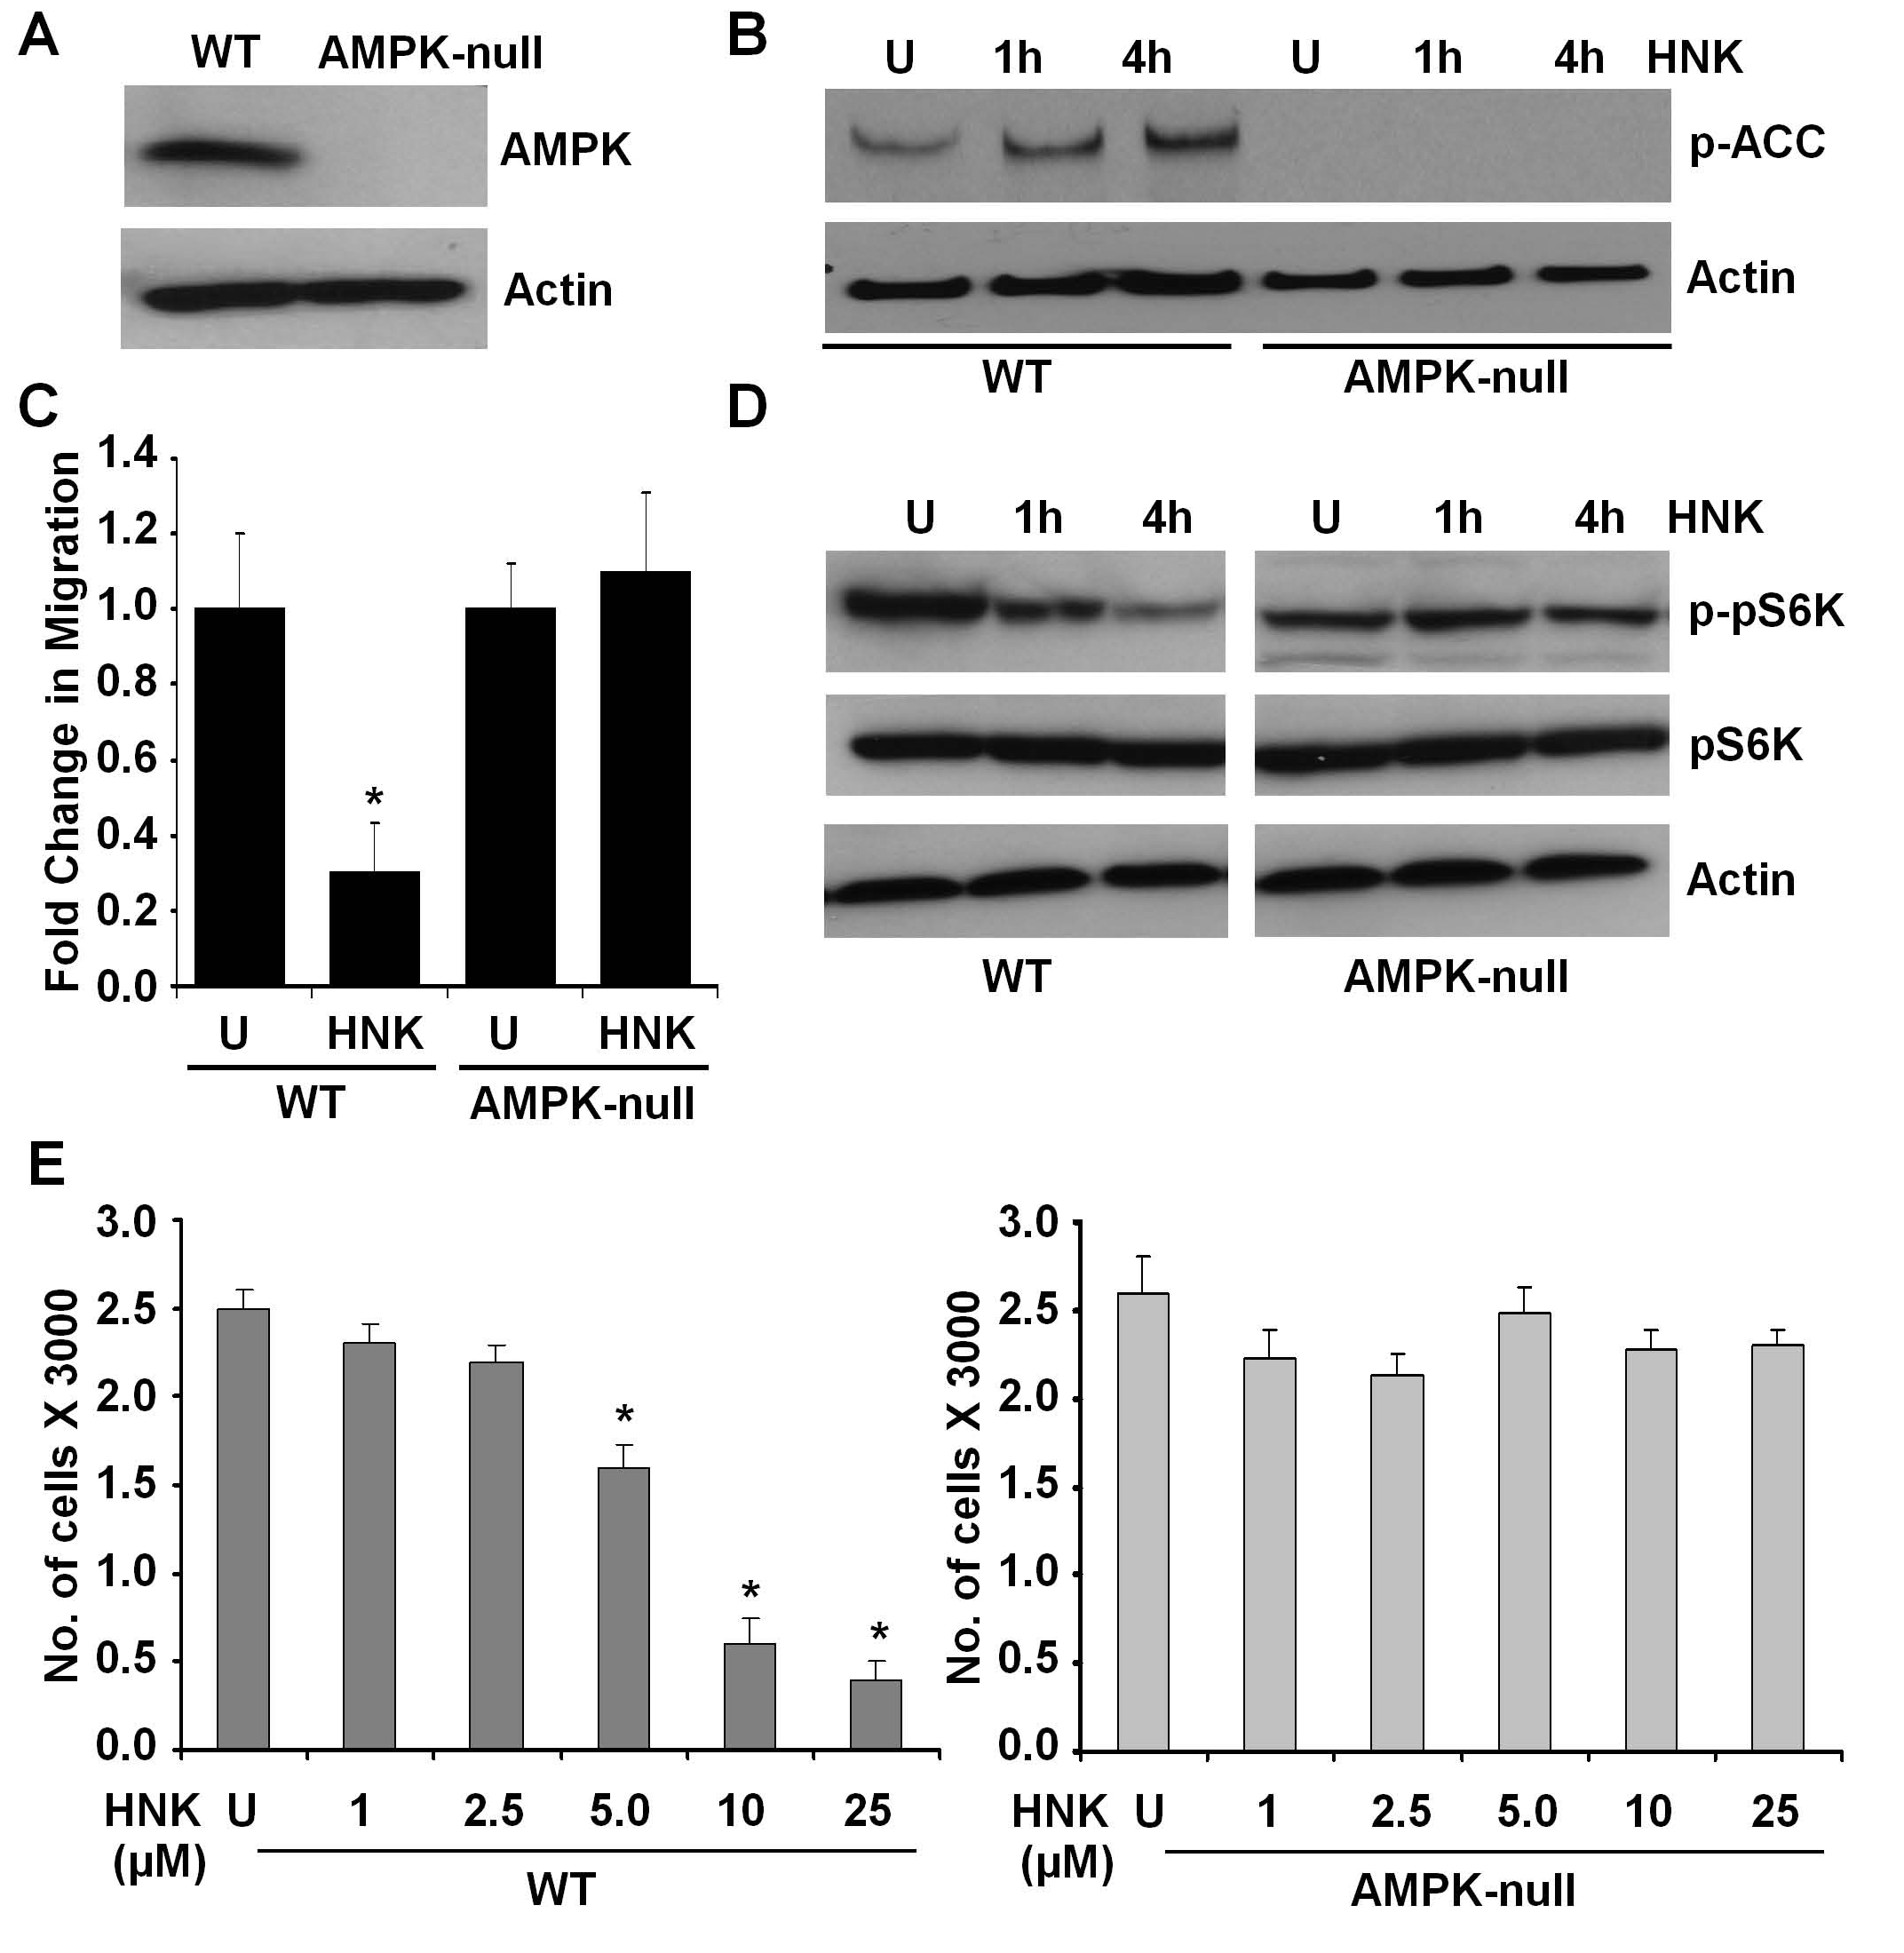 A
WT AMPK-null
AMPK
Actin
B
U 1h 4h U 1h 4h HNK
p-ACC
Actin
WT AMPK-null
C
Fold Change in Migration
1.4
1.2
1.0
0.8
0.6
0.4
0.2
0.0
*
U HNK U HNK
WT AMPK-null
D
U 1h 4h U 1h 4h HNK
p-pS6K
pS6K
Actin
WT AMPK-null
E
No. of cells X 3000
3.0
2.5
2.0
1.5
1.0
0.5
0.0
*
*
*
HNK U 1 2.5 5.0 10 25
(µM)
WT
No. of cells X 3000
3.0
2.5
2.0
1.5
1.0
0.5
0.0
HNK U 1 2.5 5.0 10 25
(µM)
AMPK-null